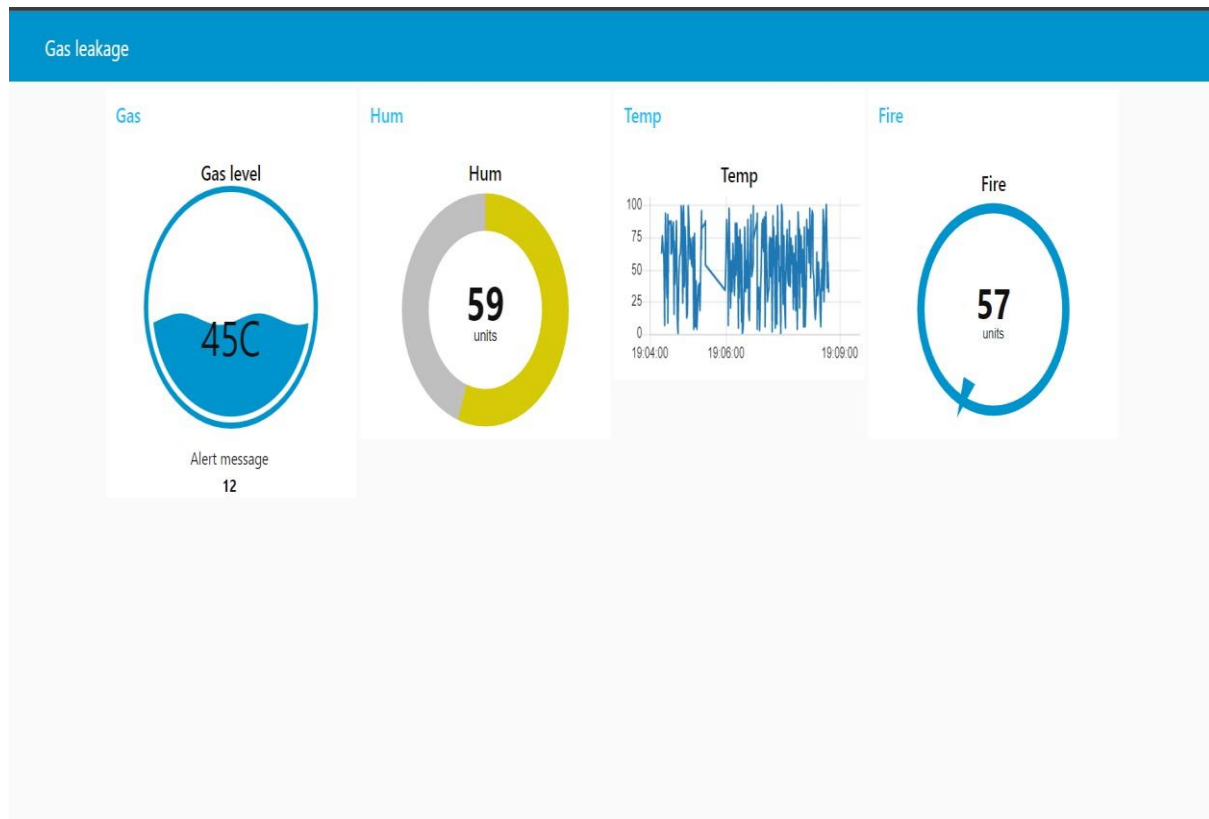 Gas leakage
Gas
Gas level
45C
Alert message
12
Hum
Hum
59
units
Temp
Temp
100
75
50
25
0
19:04:00 19:06:00 19:09:00
Fire
Fire
57
units